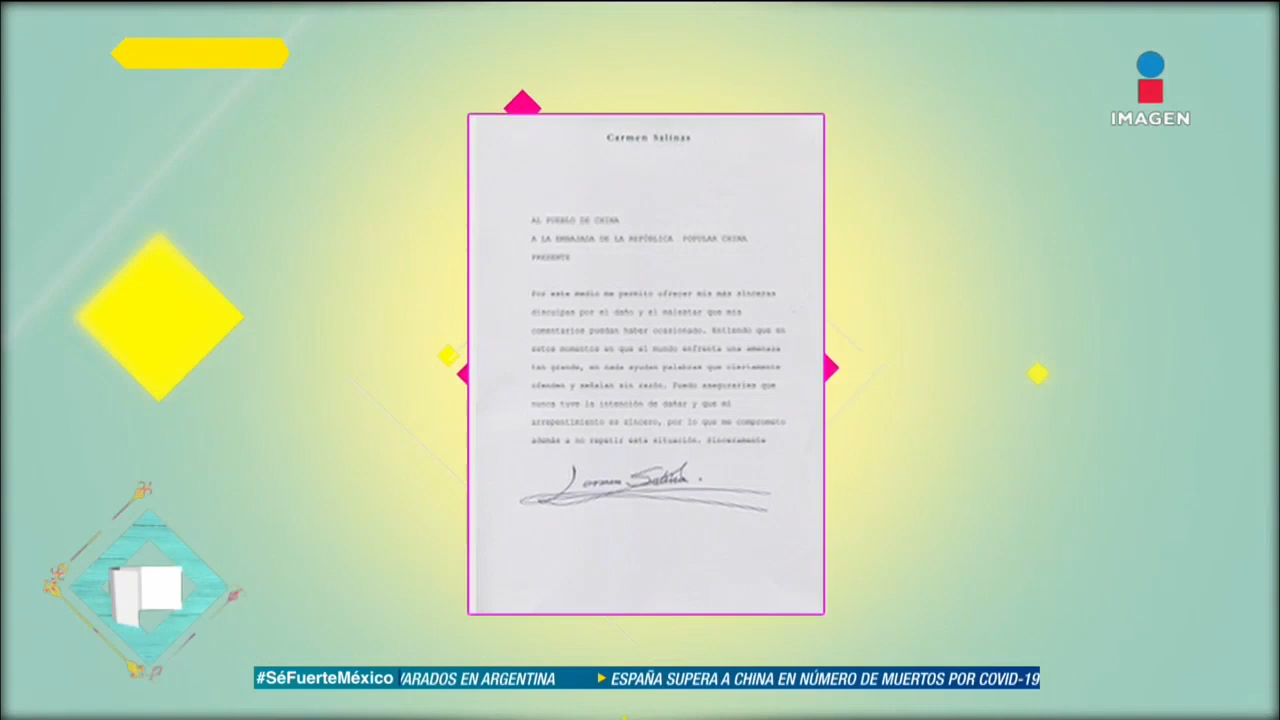 IMAGEN
Carmen Salinas
AL PUEBLO DE CHINA
A LA EMBAJADA DE LA REPÚBLICA POPULAR CHINA
PRESENTE
Por este medio me permito ofrecer mis más sinceras
disculpas por el daño y el malestar que mis
comentarios puedan haber ocasionado. Entiendo que en
estos momentos en que el mundo enfrenta una amenaza
tan grande, en nada ayudan palabras que ciertamente
ofenden y señalan sin razón. Puedo asegurarles que
nunca tuve la intención de dañar y que mi
arrepentimiento es sincero, por lo que me comprometo
además a no repetir esta situación. Sinceramente
Carmen Salinas.
#SéFuerteMéxico VARADOS EN ARGENTINA ESPAÑA SUPERA A CHINA EN NÚMERO DE MUERTOS POR COVID-19